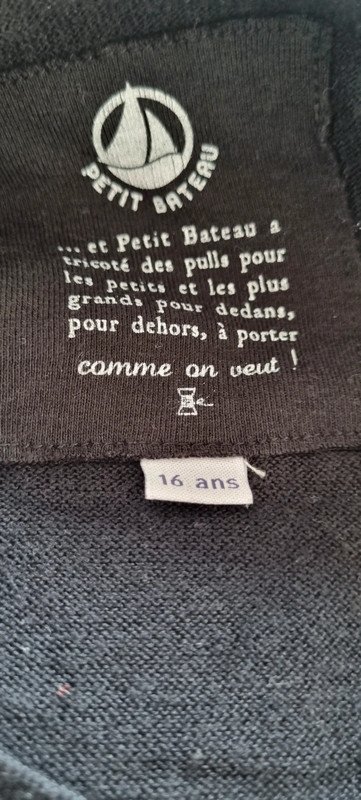 PETIT BATEAU
... et Petit Bateau a
tricoté des pulls pour
les petits et les plus
grands pour dedans,
pour dehors, à porter
comme on veut !
16 ans